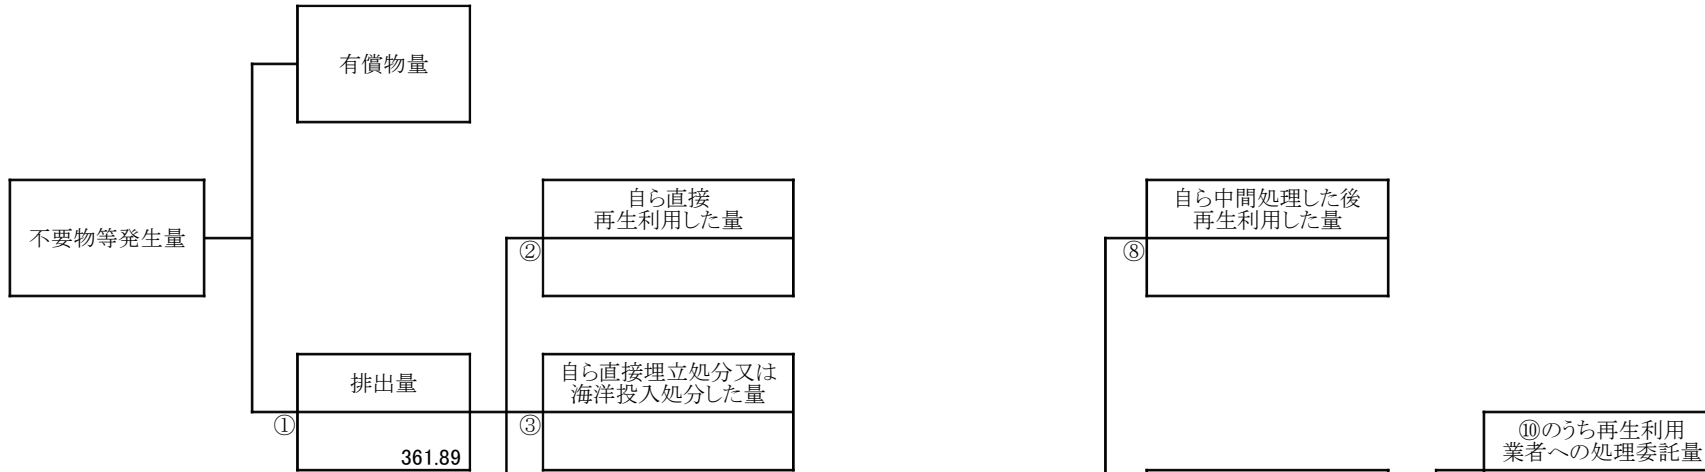 有償物量
不要物等発生量
自ら直接
再生利用した量
②
自ら中間処理した後
再生利用した量
⑧
排出量
①
361.89
自ら直接埋立処分又は
海洋投入処分した量
③
⑩のうち再生利用
業者への処理委託量